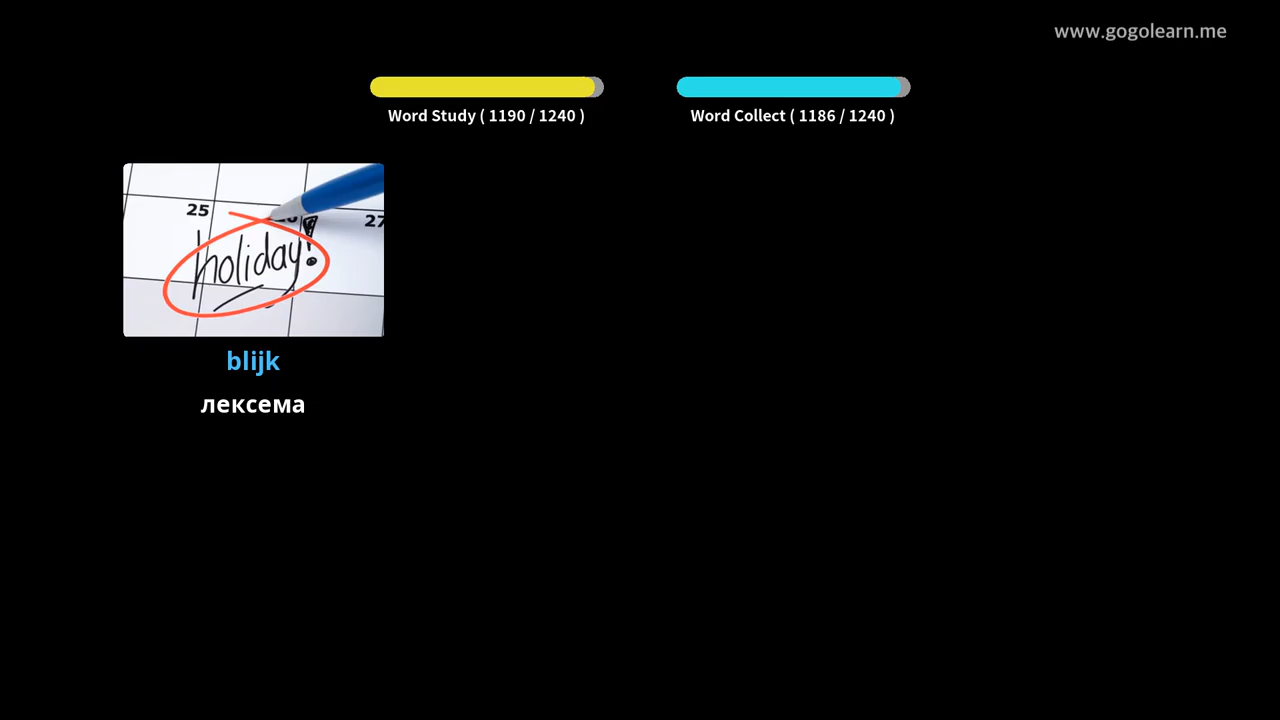 www.gogolearn.me
Word Study ( 1190 / 1240 )
Word Collect ( 1186 / 1240 )
25
27
holiday!
blijk
лексема